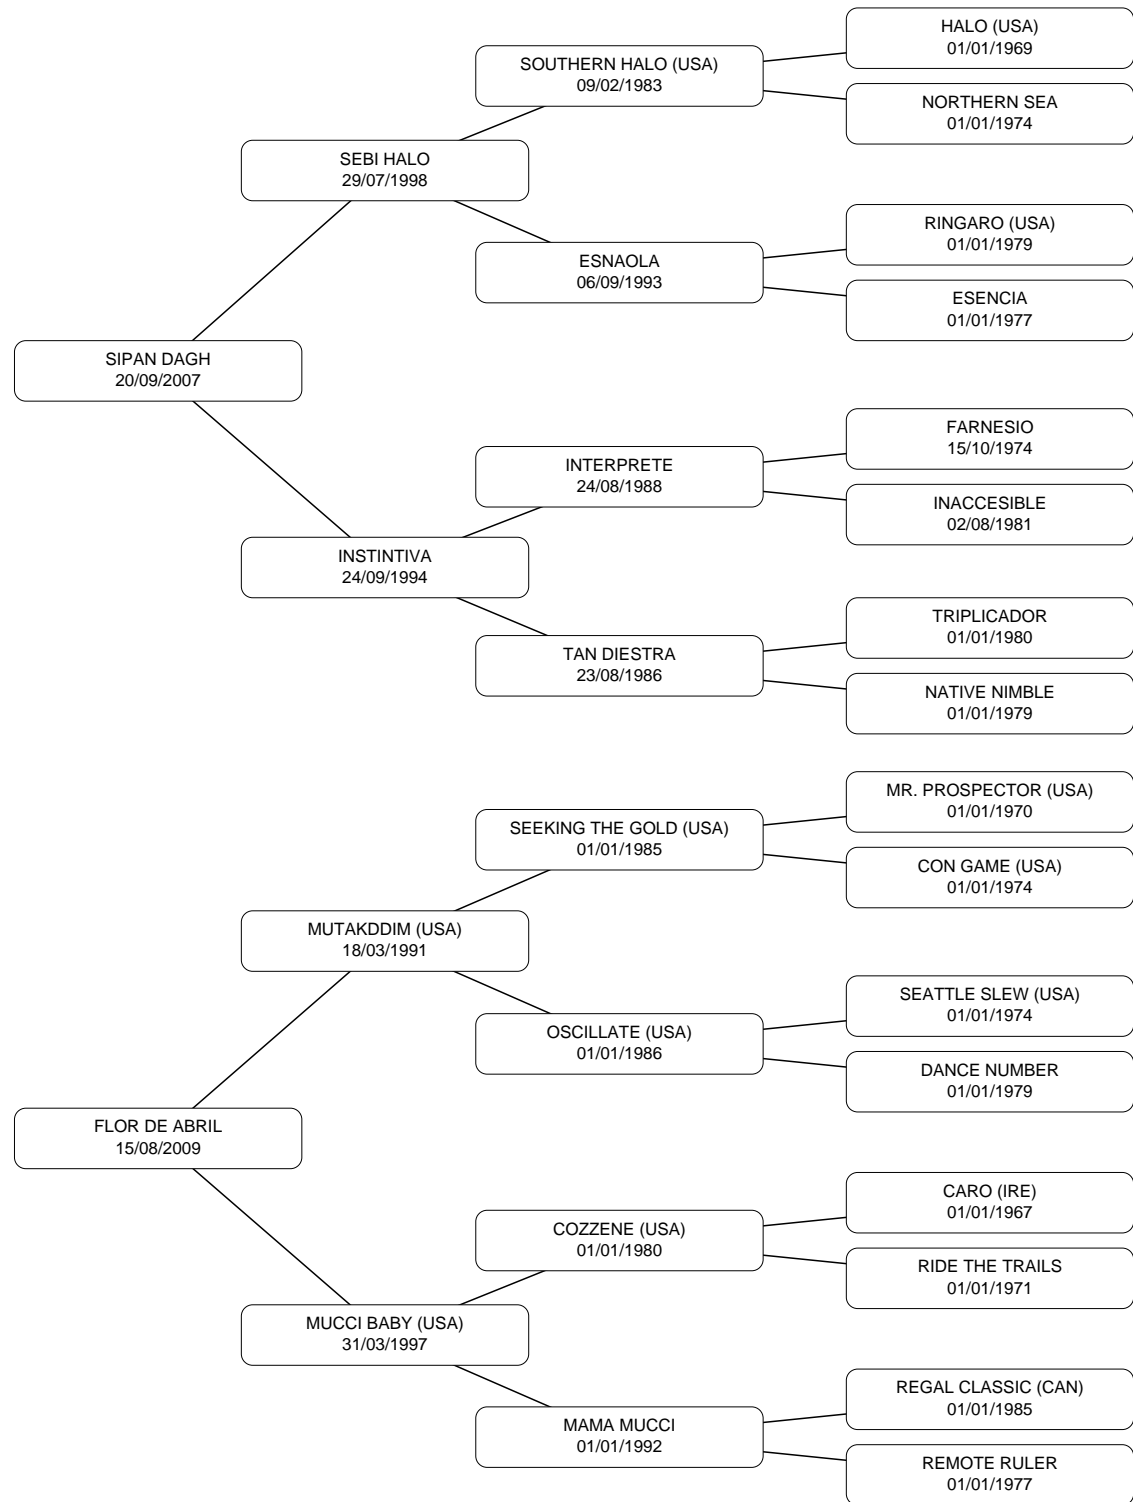 HALO (USA)
01/01/1969
SOUTHERN HALO (USA)
09/02/1983
NORTHERN SEA
01/01/1974
SEBI HALO
29/07/1998
RINGARO (USA)
01/01/1979
ESNAOLA
06/09/1993
ESENCIA
01/01/1977
SIPAN DAGH
20/09/2007
FARNESIO
15/10/1974
INTERPRETE
24/08/1988
INACCESIBLE
02/08/1981
INSTINTIVA
24/09/1994
TRIPLICADOR
01/01/1980
TAN DIESTRA
23/08/1986
NATIVE NIMBLE
01/01/1979
MR. PROSPECTOR (USA)
01/01/1970
SEEKING THE GOLD (USA)
01/01/1985
CON GAME (USA)
01/01/1974
MUTAKDDIM (USA)
18/03/1991
SEATTLE SLEW (USA)
01/01/1974
OSCILLATE (USA)
01/01/1986
DANCE NUMBER
01/01/1979
FLOR DE ABRIL
15/08/2009
CARO (IRE)
01/01/1967
COZZENE (USA)
01/01/1980
RIDE THE TRAILS
01/01/1971
MUCCI BABY (USA)
31/03/1997
REGAL CLASSIC (CAN)
01/01/1985
MAMA MUCCI
01/01/1992
REMOTE RULER
01/01/1977